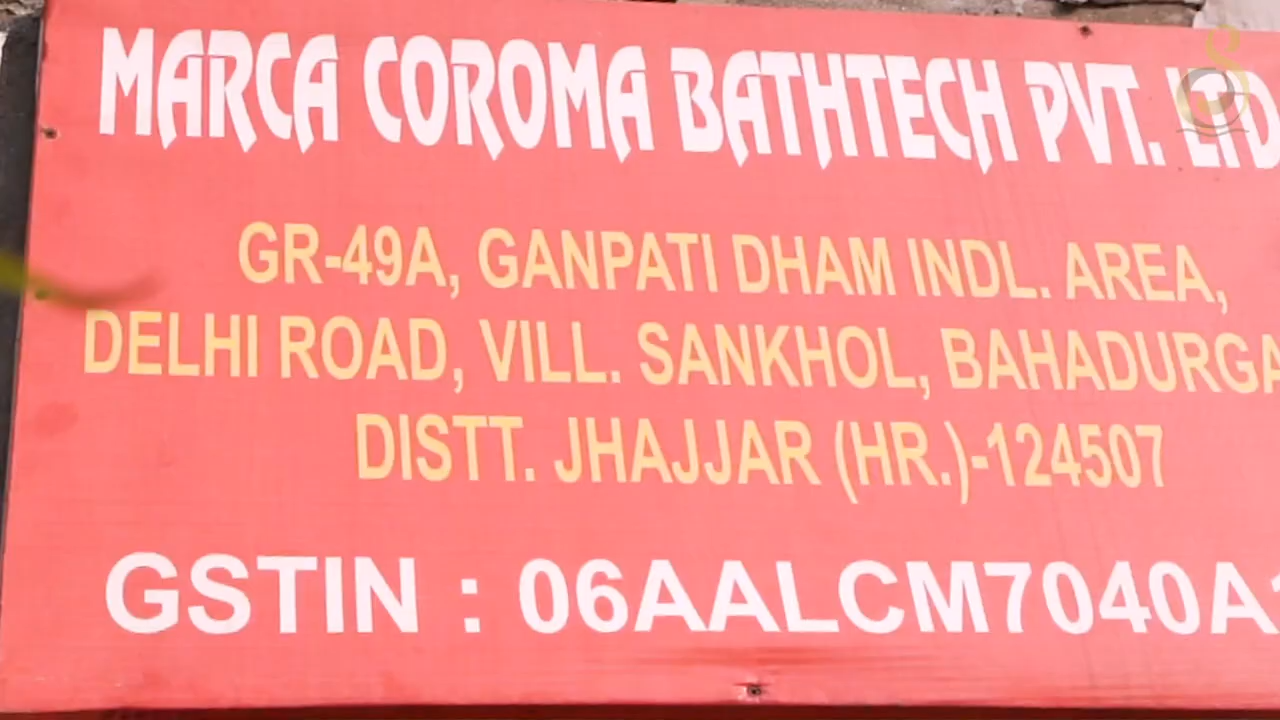 MARCA COROMA BATHTECH PVT. LTD
GR-49A, GANPATI DHAM INDL. AREA,
DELHI ROAD, VILL. SANKHOL, BAHADURGA
DISTT. JHAJJAR (HR.)-124507
GSTIN : 06AALCM7040A